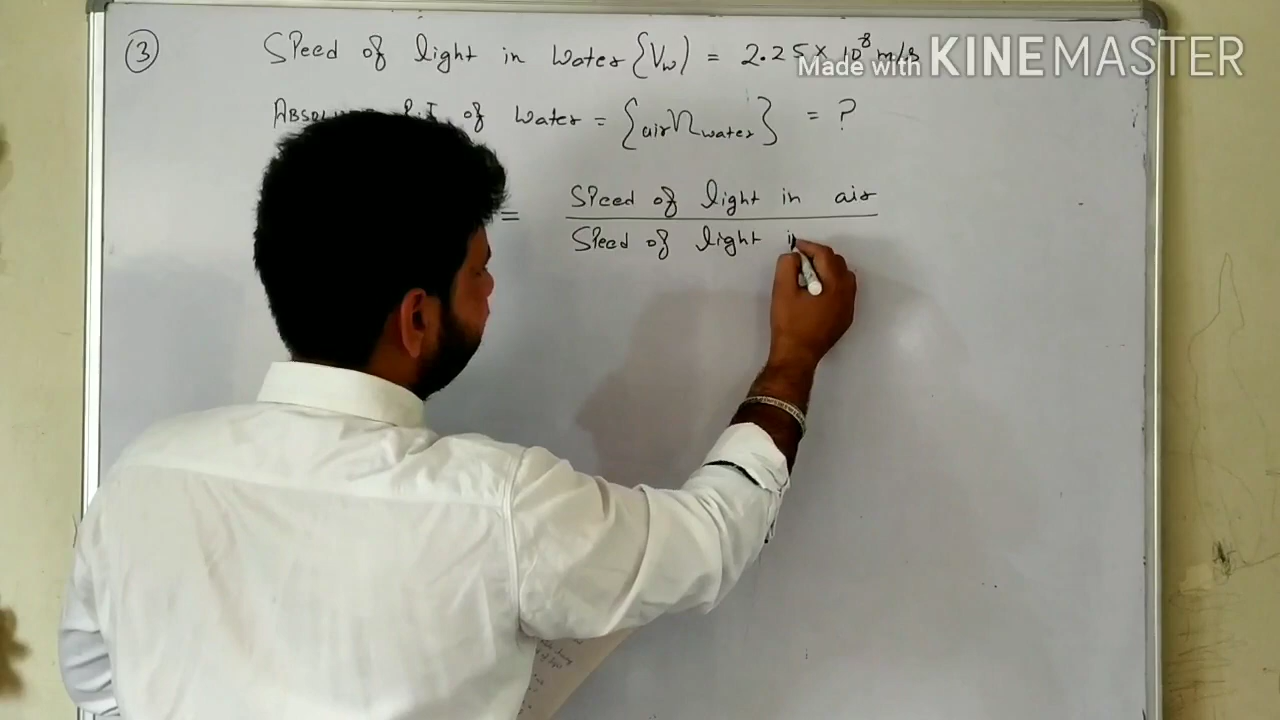 ③ Speed of light in water {Vw} = 2.25 × 10⁸ m/s
Made with KINEMASTER
of water = {air η water} = ?
= Speed of light in air
Speed of light i